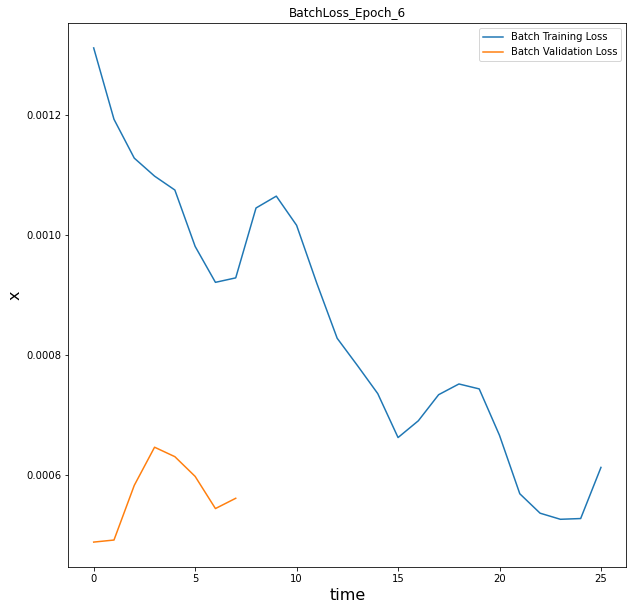 BatchLoss_Epoch_6
Batch Training Loss
Batch Validation Loss
0.0012
0.0010
0.0008
0.0006
x
0 5 10 15 20 25
time